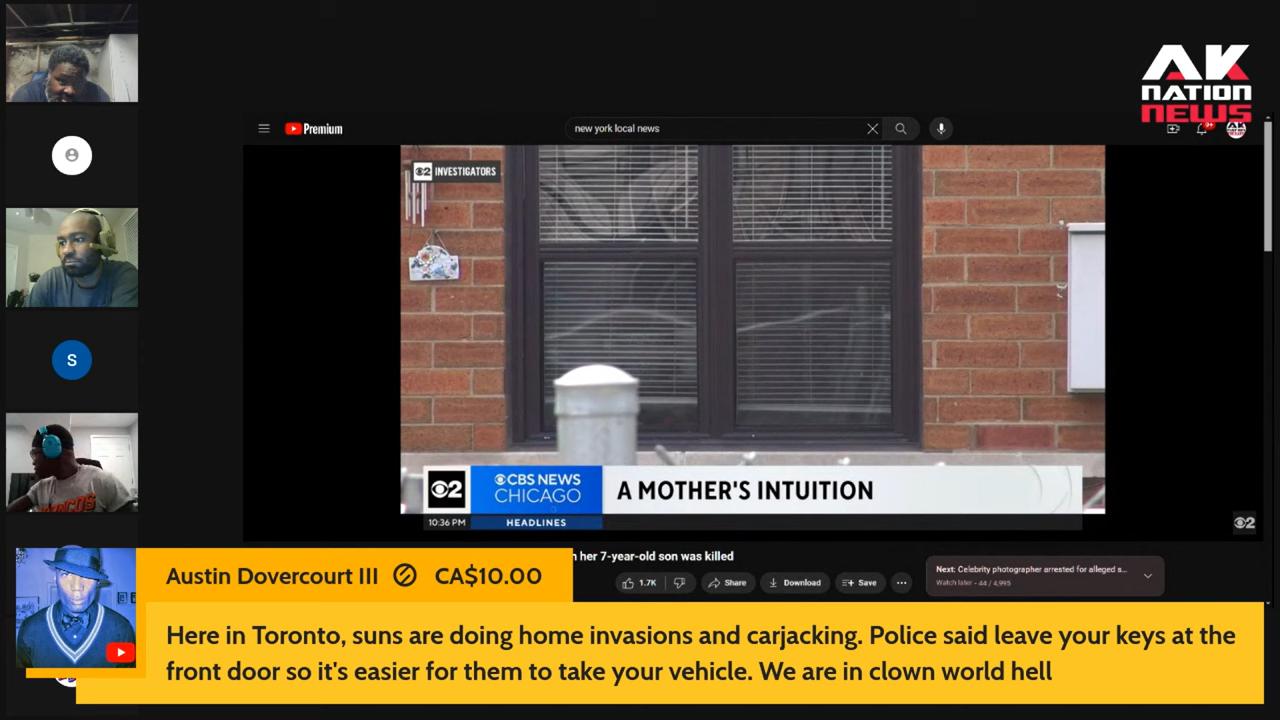 AK
NATION
NEWS
Premium
new york local news
9+
INVESTIGATORS
S
CBS NEWS
CHICAGO
A MOTHER'S INTUITION
10:36 PM
HEADLINES
2
n her 7-year-old son was killed
1.7K
Share
Download
Save
Next: Celebrity photographer arrested for alleged s...
Watch later - 44 / 4,995
Austin Dovercourt III CA$10.00
Here in Toronto, suns are doing home invasions and carjacking. Police said leave your keys at the
front door so it's easier for them to take your vehicle. We are in clown world hell